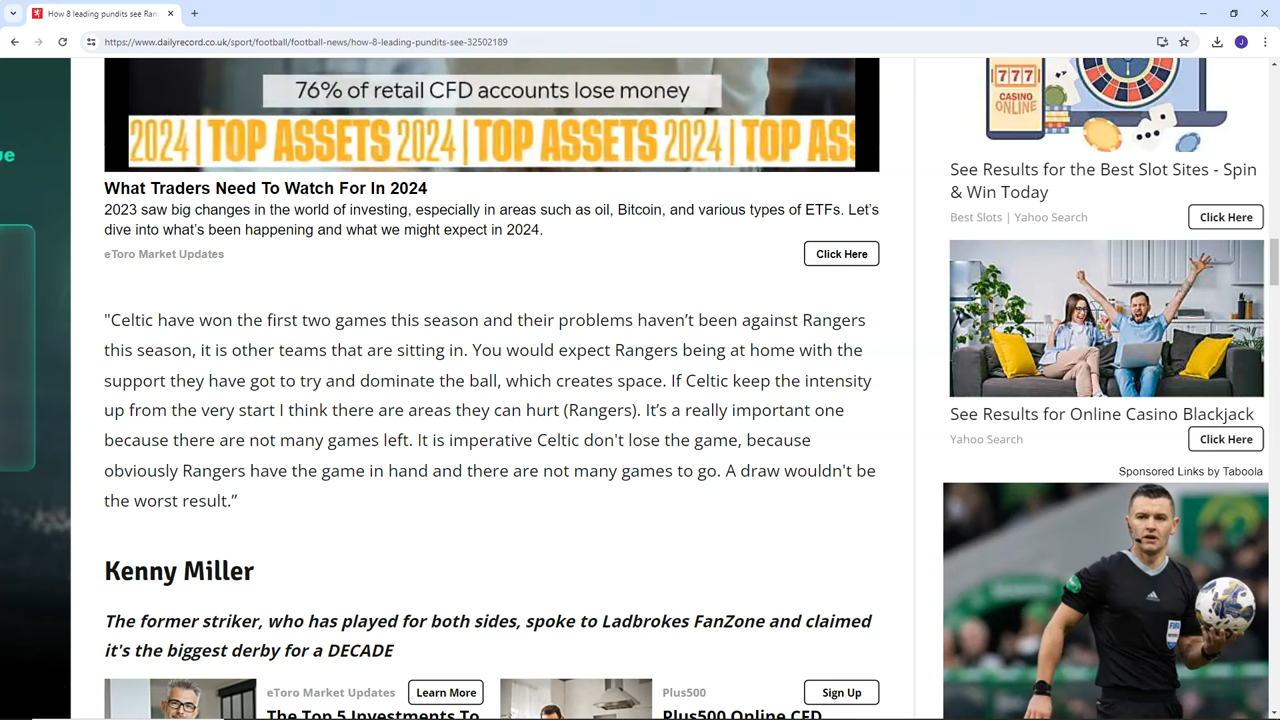 How 8 leading pundits see Ran
https://www.dailyrecord.co.uk/sport/football/football-news/how-8-leading-pundits-see-32502189
J
ue
76% of retail CFD accounts lose money
2024 | TOP ASSETS 2024 | TOP ASSETS 2024 | TOP ASS
What Traders Need To Watch For In 2024
2023 saw big changes in the world of investing, especially in areas such as oil, Bitcoin, and various types of ETFs. Let’s
dive into what’s been happening and what we might expect in 2024.
eToro Market Updates
Click Here
"Celtic have won the first two games this season and their problems haven’t been against Rangers
this season, it is other teams that are sitting in. You would expect Rangers being at home with the
support they have got to try and dominate the ball, which creates space. If Celtic keep the intensity
up from the very start I think there are areas they can hurt (Rangers). It’s a really important one
because there are not many games left. It is imperative Celtic don't lose the game, because
obviously Rangers have the game in hand and there are not many games to go. A draw wouldn't be
the worst result.”
Kenny Miller
The former striker, who has played for both sides, spoke to Ladbrokes FanZone and claimed
it's the biggest derby for a DECADE
eToro Market Updates
Learn More
The Top 5 Investments To
Plus500
Sign Up
Plus500 Online CFD
777
CASINO
ONLINE
See Results for the Best Slot Sites - Spin
& Win Today
Best Slots | Yahoo Search
Click Here
See Results for Online Casino Blackjack
Yahoo Search
Click Here
Sponsored Links by Taboola